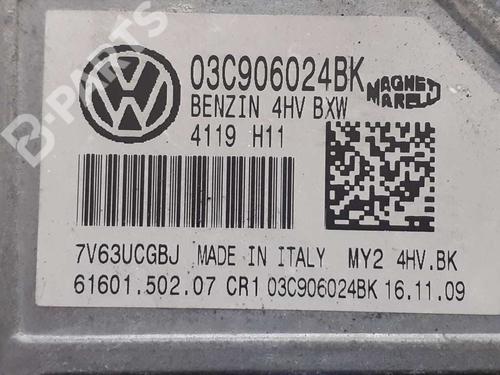 B-PARTS
03C906024BK
MAGNETI
MARELLI
BENZIN 4HV BXW
4119 H11
7V63UCGBJ MADE IN ITALY MY2 4HV.BK
61601.502.07 CR1 03C906024BK 16.11.09